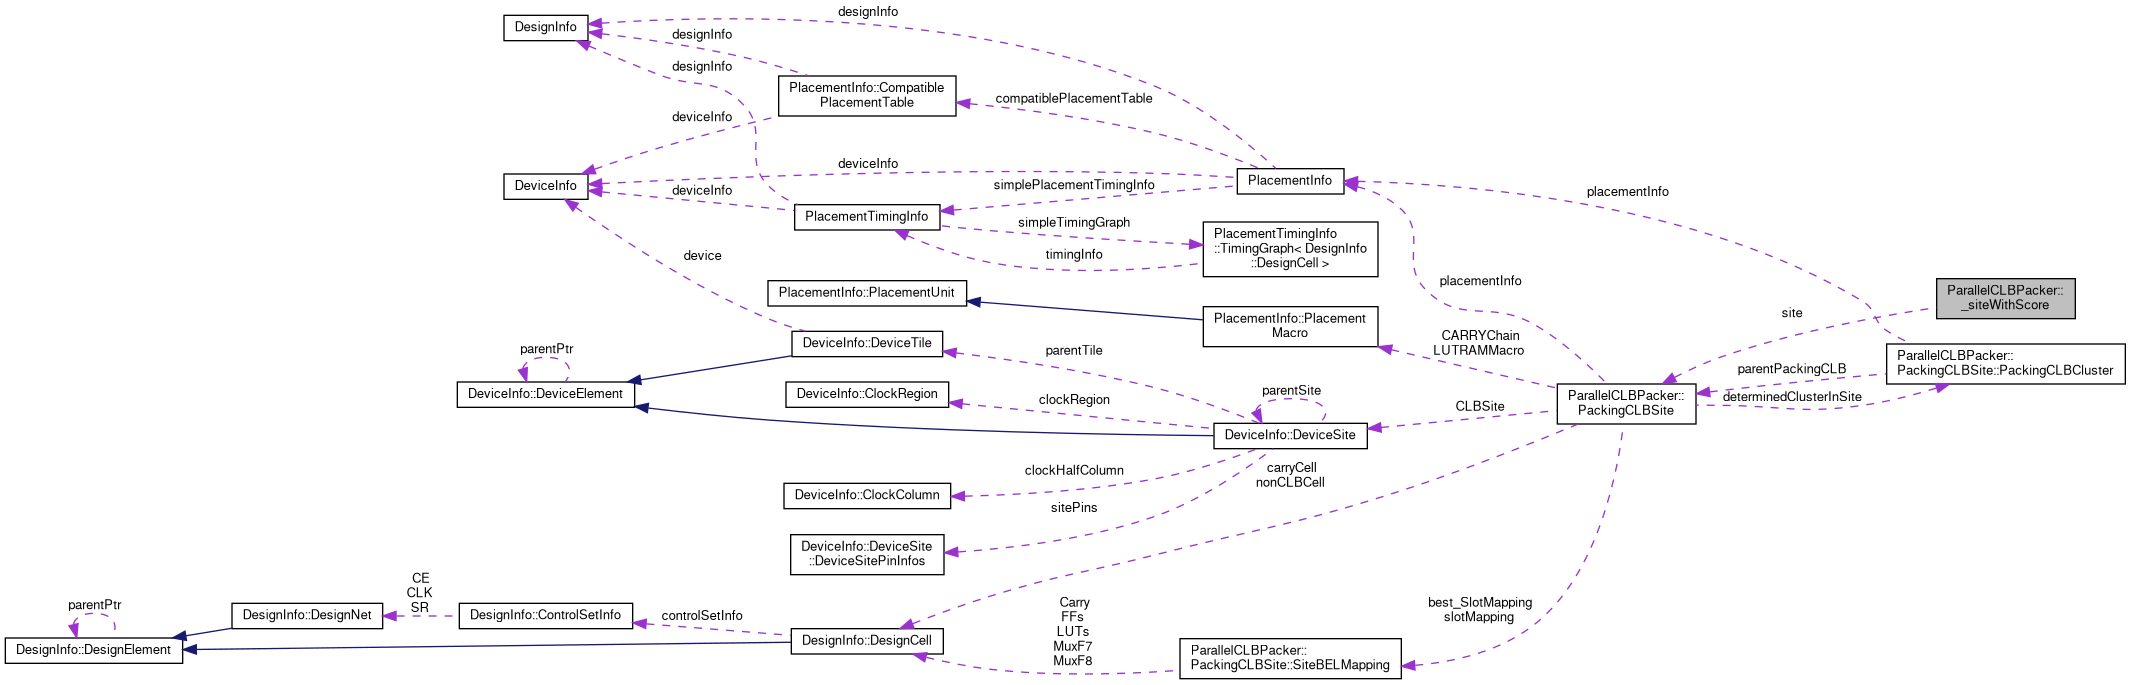 designInfo
DesignInfo
designInfo
designInfo
PlacementInfo::Compatible
PlacementTable
compatiblePlacementTable
deviceInfo
deviceInfo
DeviceInfo
deviceInfo
simplePlacementTimingInfo
PlacementInfo
placementInfo
PlacementTimingInfo
simpleTimingGraph
PlacementTimingInfo
::TimingGraph< DesignInfo
::DesignCell >
timingInfo
device
placementInfo
PlacementInfo::PlacementUnit
ParallelCLBPacker::
_siteWithScore
site
PlacementInfo::Placement
Macro
CARRYChain
LUTRAMMacro
DeviceInfo::DeviceTile
parentTile
parentPtr
DeviceInfo::DeviceElement
DeviceInfo::ClockRegion
clockRegion
parentSite
CLBSite
ParallelCLBPacker::
PackingCLBSite
parentPackingCLB
determinedClusterInSite
ParallelCLBPacker::
PackingCLBSite::PackingCLBCluster
DeviceInfo::DeviceSite
clockHalfColumn
carryCell
nonCLBCell
DeviceInfo::ClockColumn
sitePins
DeviceInfo::DeviceSite
::DeviceSitePinInfos
parentPtr
DesignInfo::DesignElement
DesignInfo::DesignNet
CE
CLK
SR
DesignInfo::ControlSetInfo
controlSetInfo
DesignInfo::DesignCell
Carry
FFs
LUTs
MuxF7
MuxF8
ParallelCLBPacker::
PackingCLBSite::SiteBELMapping
best_SlotMapping
slotMapping